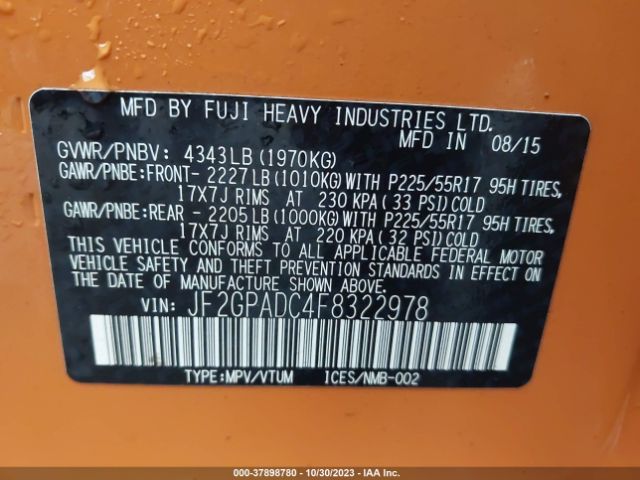 MFD BY FUJI HEAVY INDUSTRIES LTD.
MFD IN 08/15
GVWR/PNBV: 4343LB(1970KG)
GAWR/PNBE:FRONT- 2227LB(1010KG)WITH P225/55R17 95H TIRES,
17X7J RIMS AT 230 KPA(33 PSI)COLD
GAWR/PNBE:REAR - 2205LB(1000KG)WITH P225/55R17 95H TIRES,
17X7J RIMS AT 220 KPA(32 PSI)COLD
THIS VEHICLE CONFORMS TO ALL APPLICABLE FEDERAL MOTOR
VEHICLE SAFETY AND THEFT PREVENTION STANDARDS IN EFFECT ON
THE DATE OF MANUFACTURE SHOWN ABOVE.
VIN: JF2GPADC4F8322978
TYPE:MPV/VTUM ICES/NMB-002
000-37898780 - 10/30/2023 - IAA Inc.